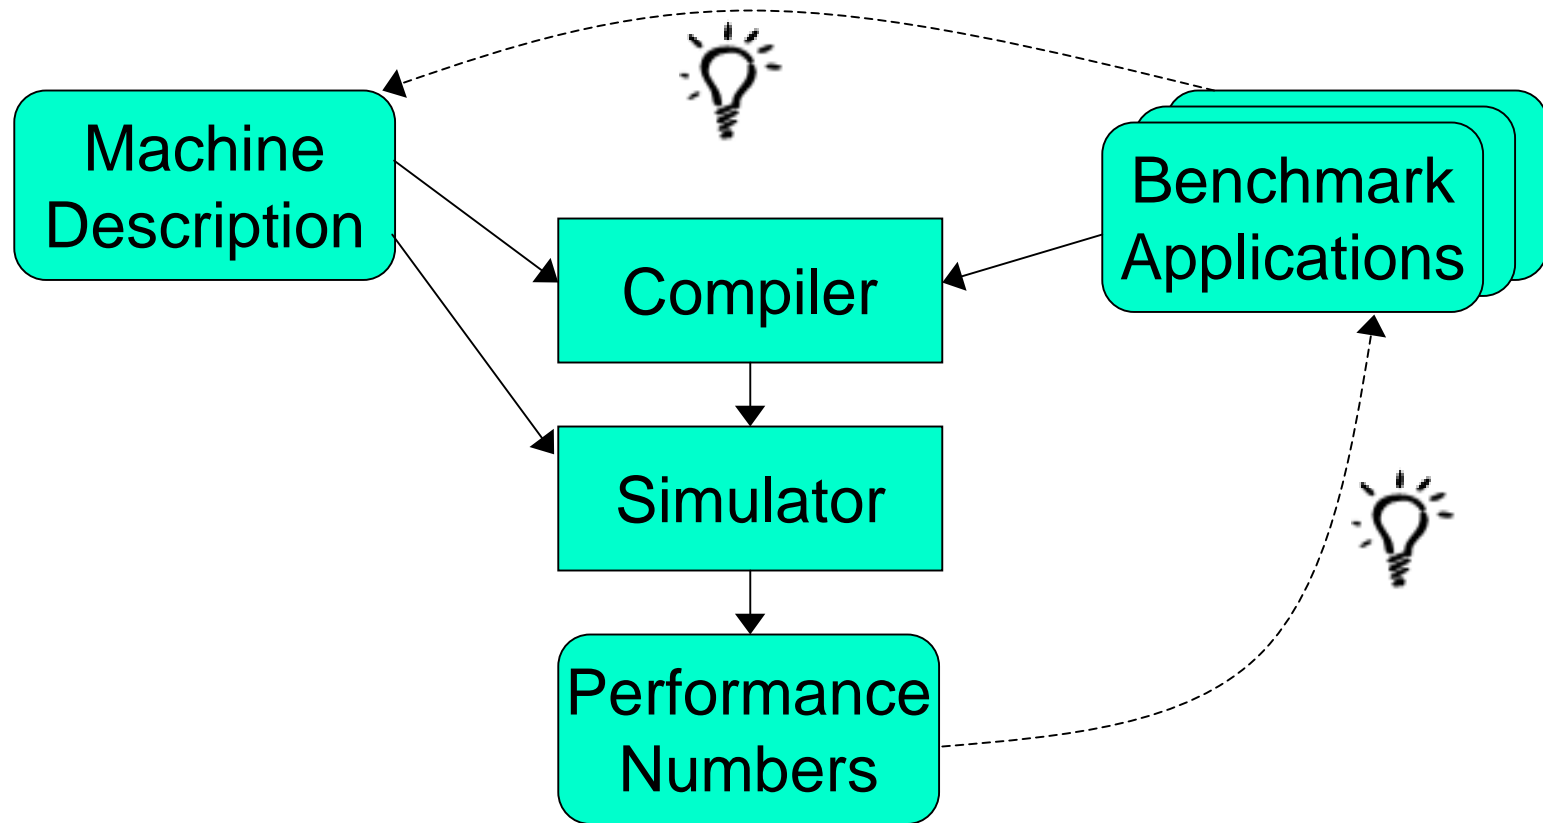 Machine
Description
Benchmark
Applications
Compiler
Simulator
Performance
Numbers